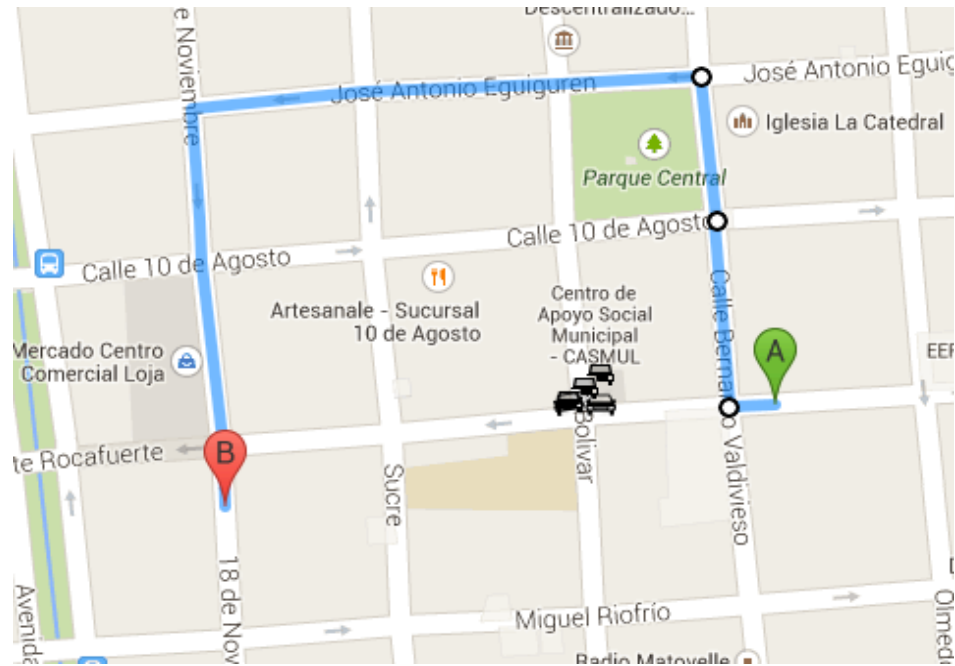 Descentralizado...
e Noviembre
José Antonio Eguiguren
José Antonio Eguig
Iglesia La Catedral
Parque Central
Calle 10 de Agosto
Calle 10 de Agosto
Artesanale - Sucursal
10 de Agosto
Centro de
Apoyo Social
Municipal
- CASMUL
Calle Bernar
o Valdivieso
A
EEF
Mercado Centro
Comercial Loja
te Rocafuerte
B
Bolivar
Sucre
18 de Nov
Miguel Riofrío
Avenida
Olmedo
Radio Matovelle